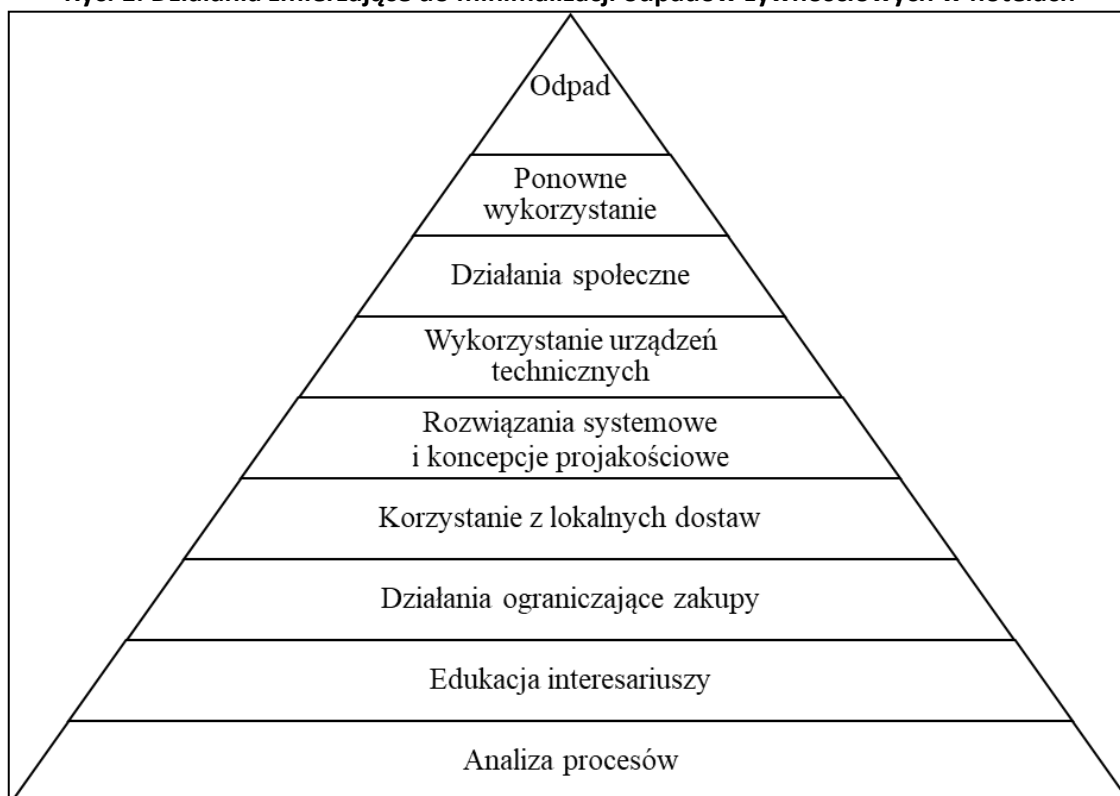 Odpad
Ponowne
wykorzystanie
Działania społeczne
Wykorzystanie urządzeń
technicznych
Rozwiązania systemowe
i koncepcje projakościowe
Korzystanie z lokalnych dostaw
Działania ograniczające zakupy
Edukacja interesariuszy
Analiza procesów